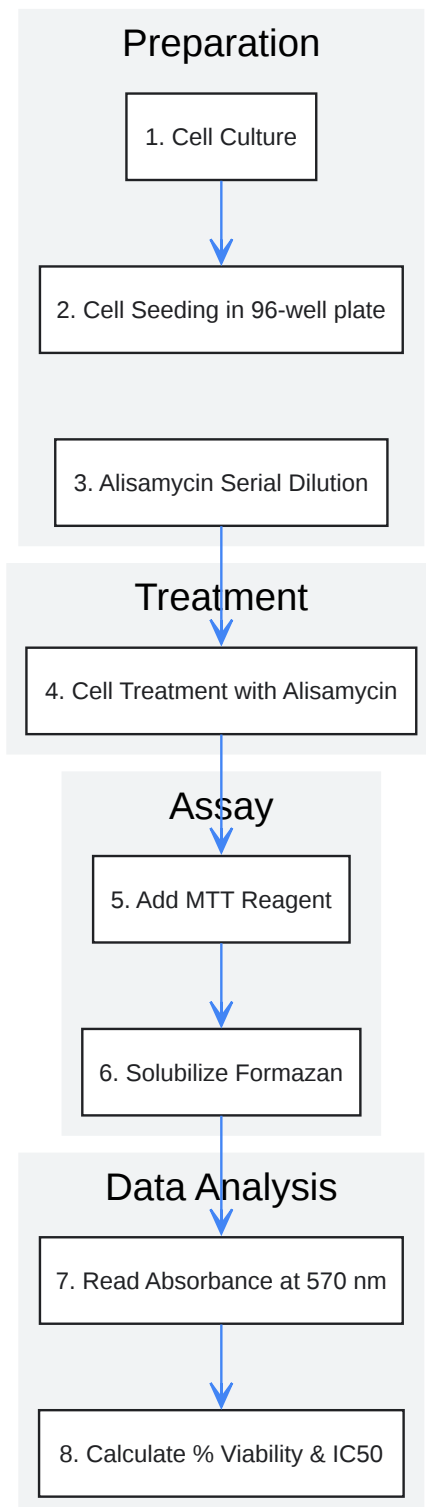 Preparation
1. Cell Culture
2. Cell Seeding in 96-well plate
3. Alisamycin Serial Dilution
Treatment
4. Cell Treatment with Alisamycin
Assay
5. Add MTT Reagent
6. Solubilize Formazan
Data Analysis
7. Read Absorbance at 570 nm
8. Calculate % Viability & IC50